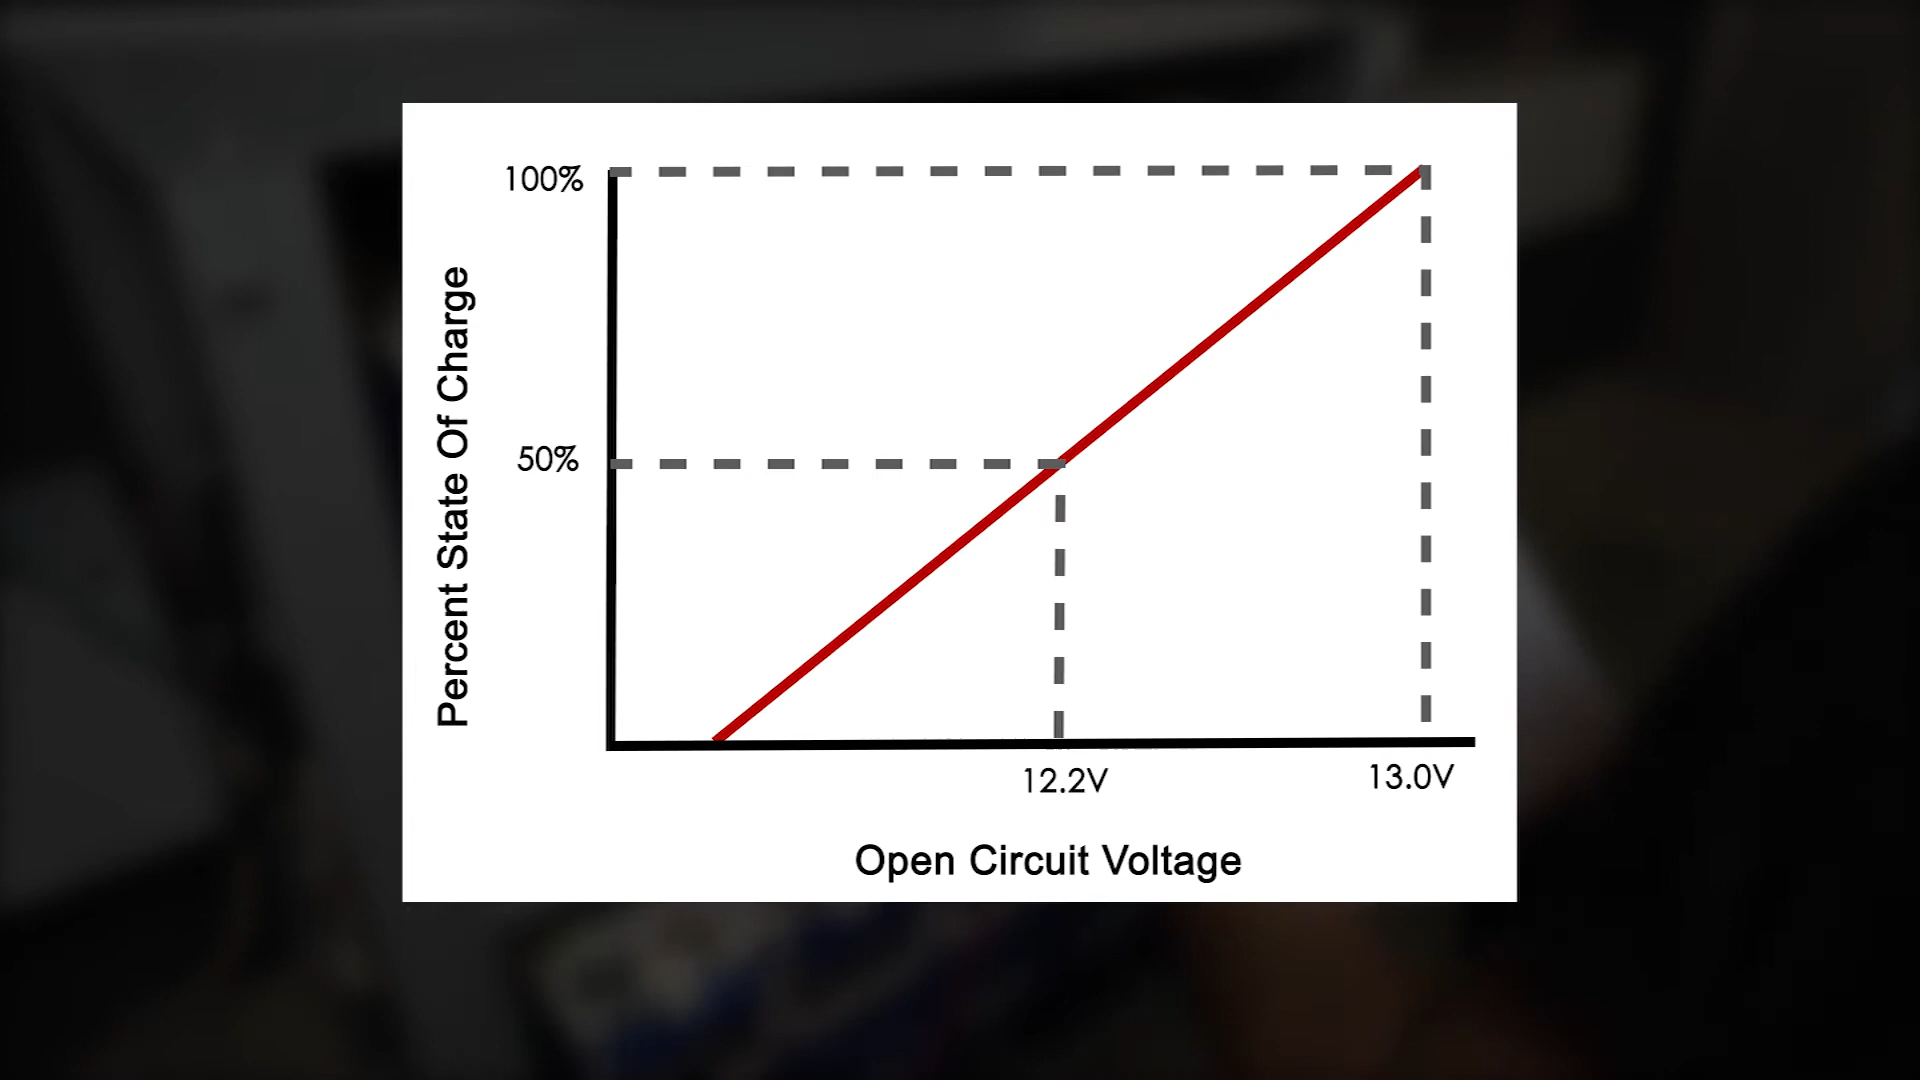 100%
50%
Percent State Of Charge
12.2V
13.0V
Open Circuit Voltage